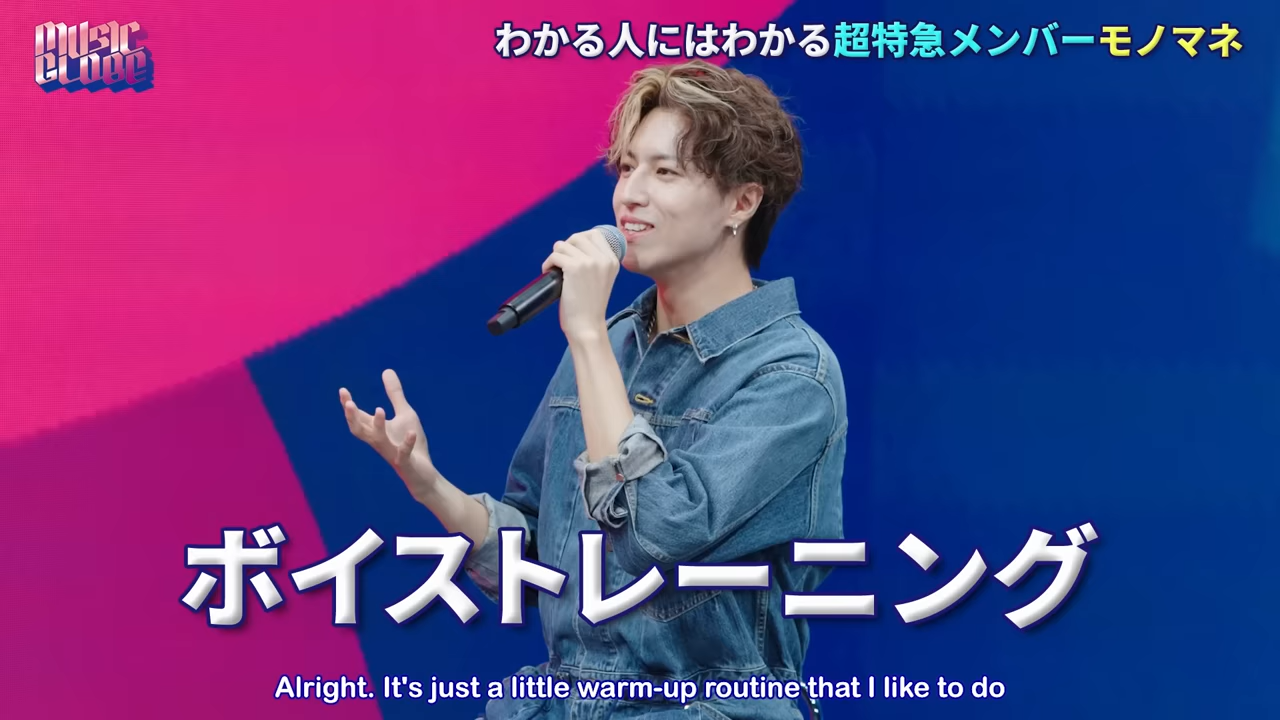 MUSIC
GLOBE
わかる人にはわかる超特急メンバーモノマネ
ボイストレーニング
Alright. It's just a little warm-up routine that I like to do